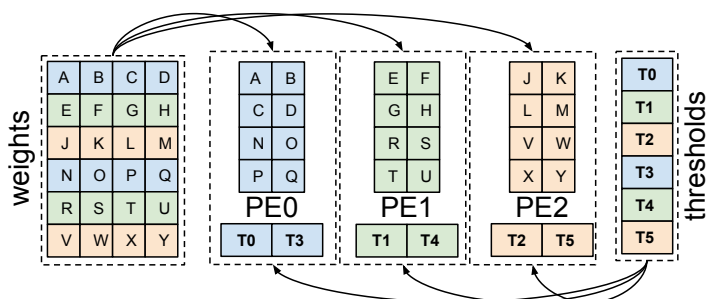 weights
A B C D
E F G H
J K L M
N O P Q
R S T U
V W X Y
A B
C D
N O
P Q
PE0
T0 T3
E F
G H
R S
T U
PE1
T1 T4
J K
L M
V W
X Y
PE2
T2 T5
T0
T1
T2
T3
T4
T5
thresholds